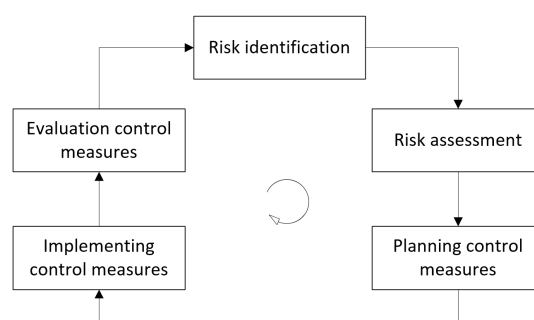 Risk identification
Risk assessment
Planning control
measures
Implementing
control measures
Evaluation control
measures